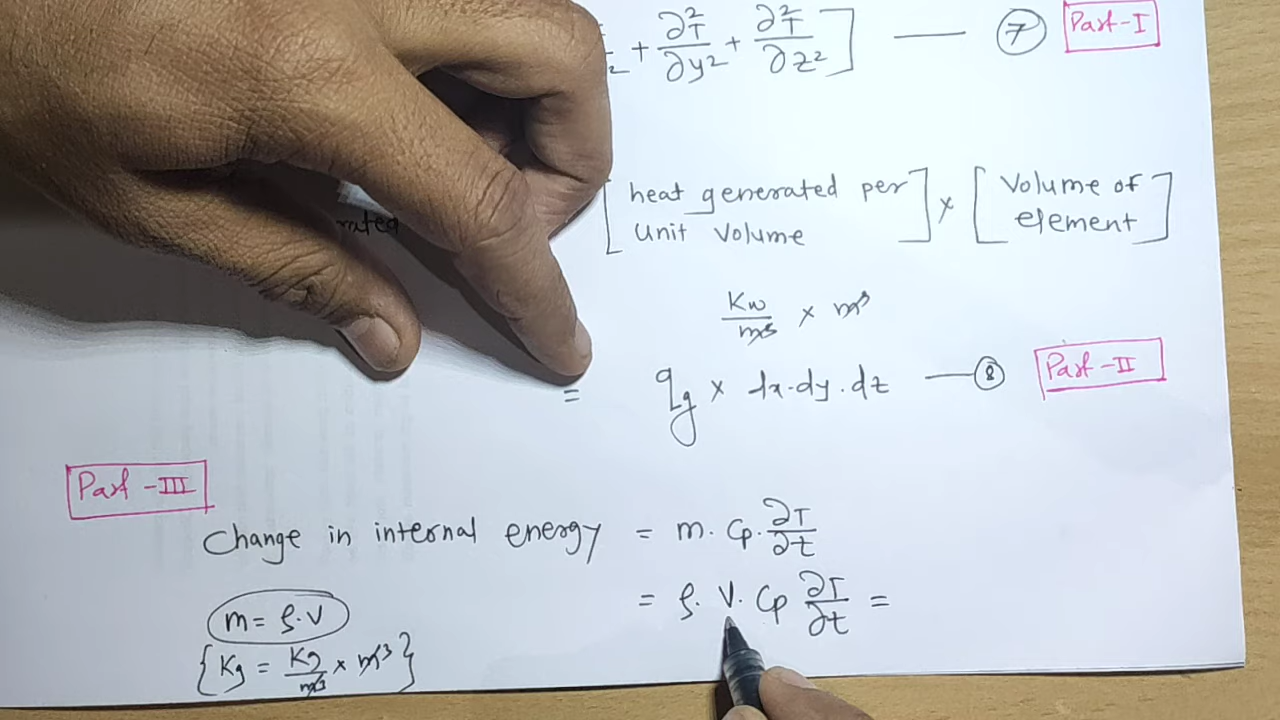 + ∂²T/∂y² + ∂²T/∂z² ] —— ⑦ Part-I
[ heat generated per unit volume ] × [ Volume of element ]
rated
Kw/m³ × m³
= qg × dx.dy.dz —— ⑧ Part-II
Part-III
Change in internal energy = m. Cp. ∂T/∂t
= ρ. V. Cp ∂T/∂t =
m = ρ.V
{ Kg = Kg/m³ × m³ }